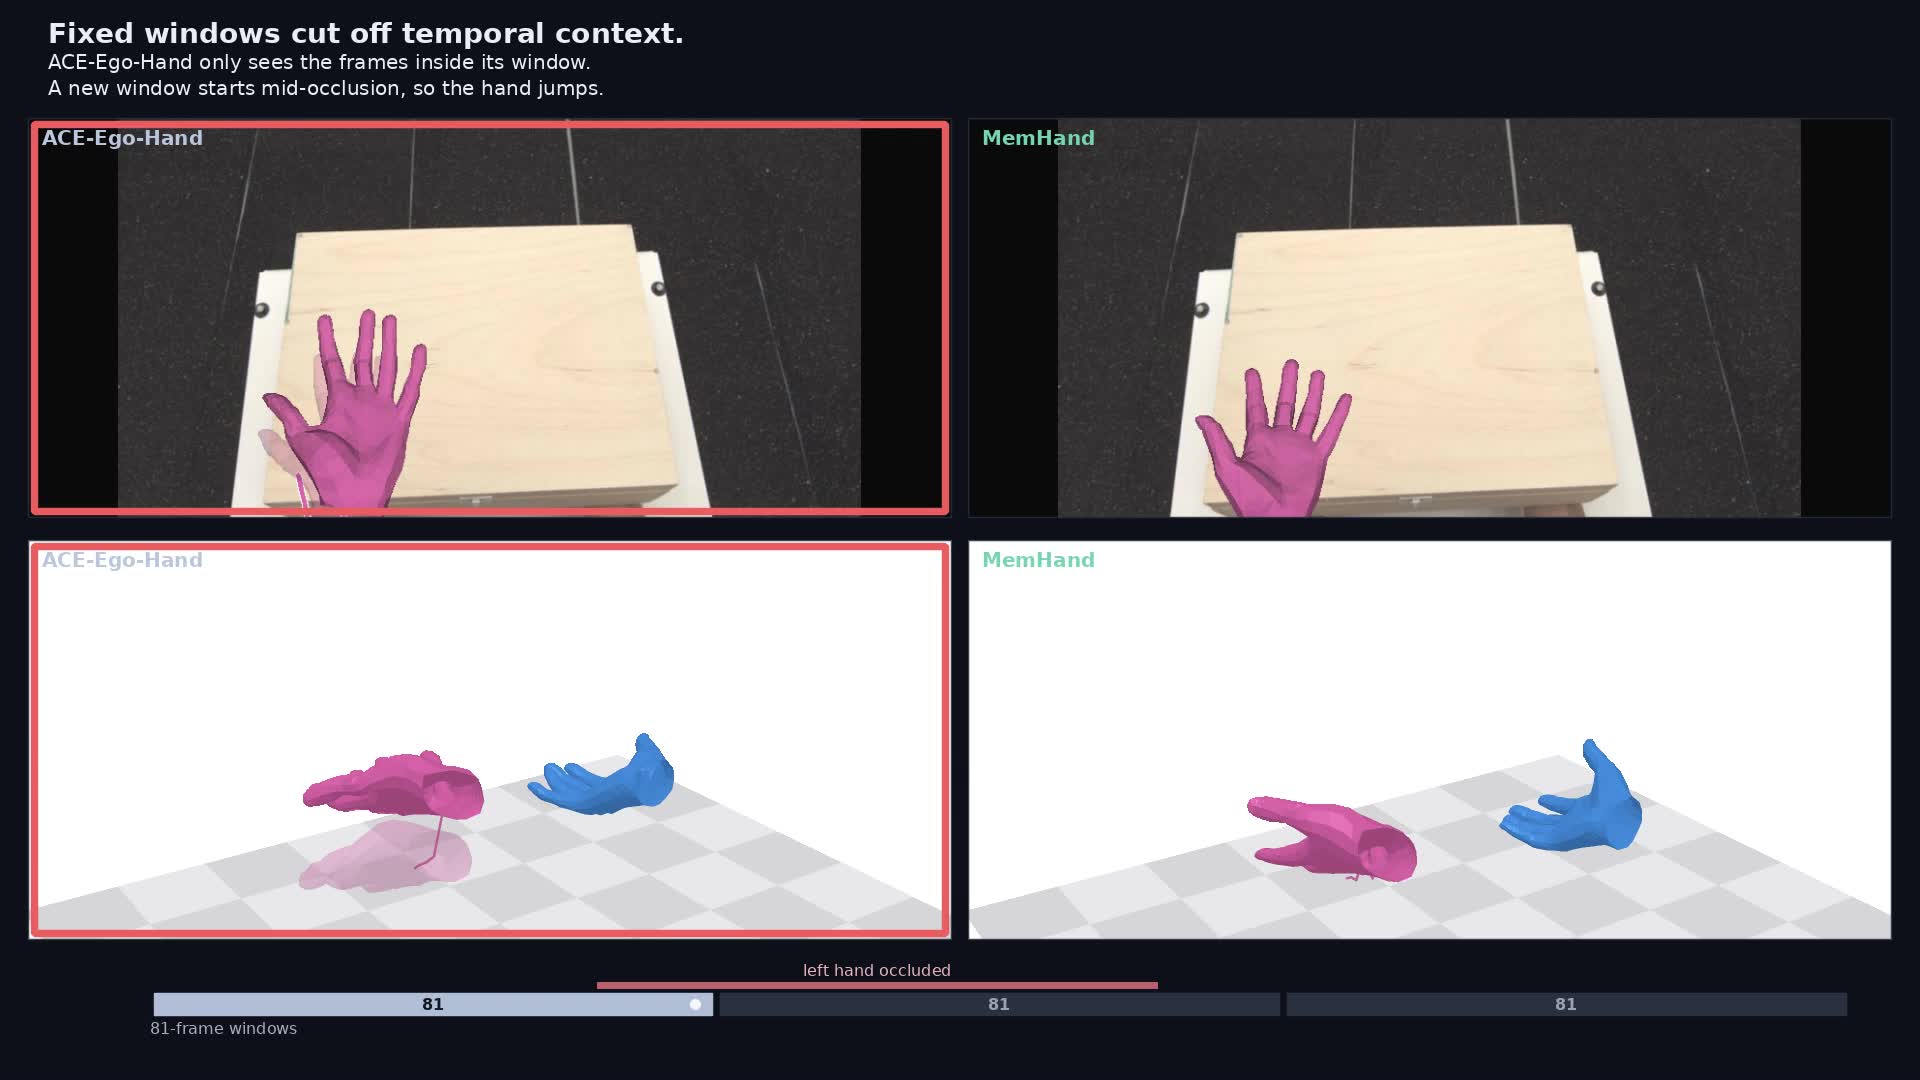 Fixed windows cut off temporal context.
ACE-Ego-Hand only sees the frames inside its window.
A new window starts mid-occlusion, so the hand jumps.
ACE-Ego-Hand
MemHand
ACE-Ego-Hand
MemHand
left hand occluded
81
81
81
81-frame windows